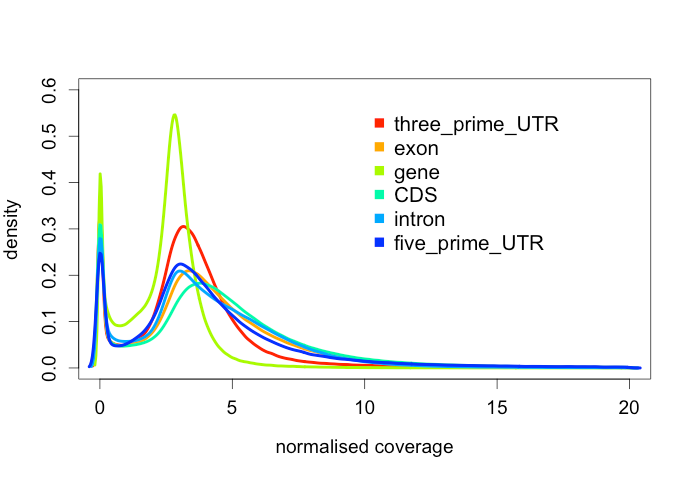 0.6
0.5
0.4
0.3
0.2
0.1
0.0
density
three_prime_UTR
exon
gene
CDS
intron
five_prime_UTR
0 5 10 15 20
normalised coverage